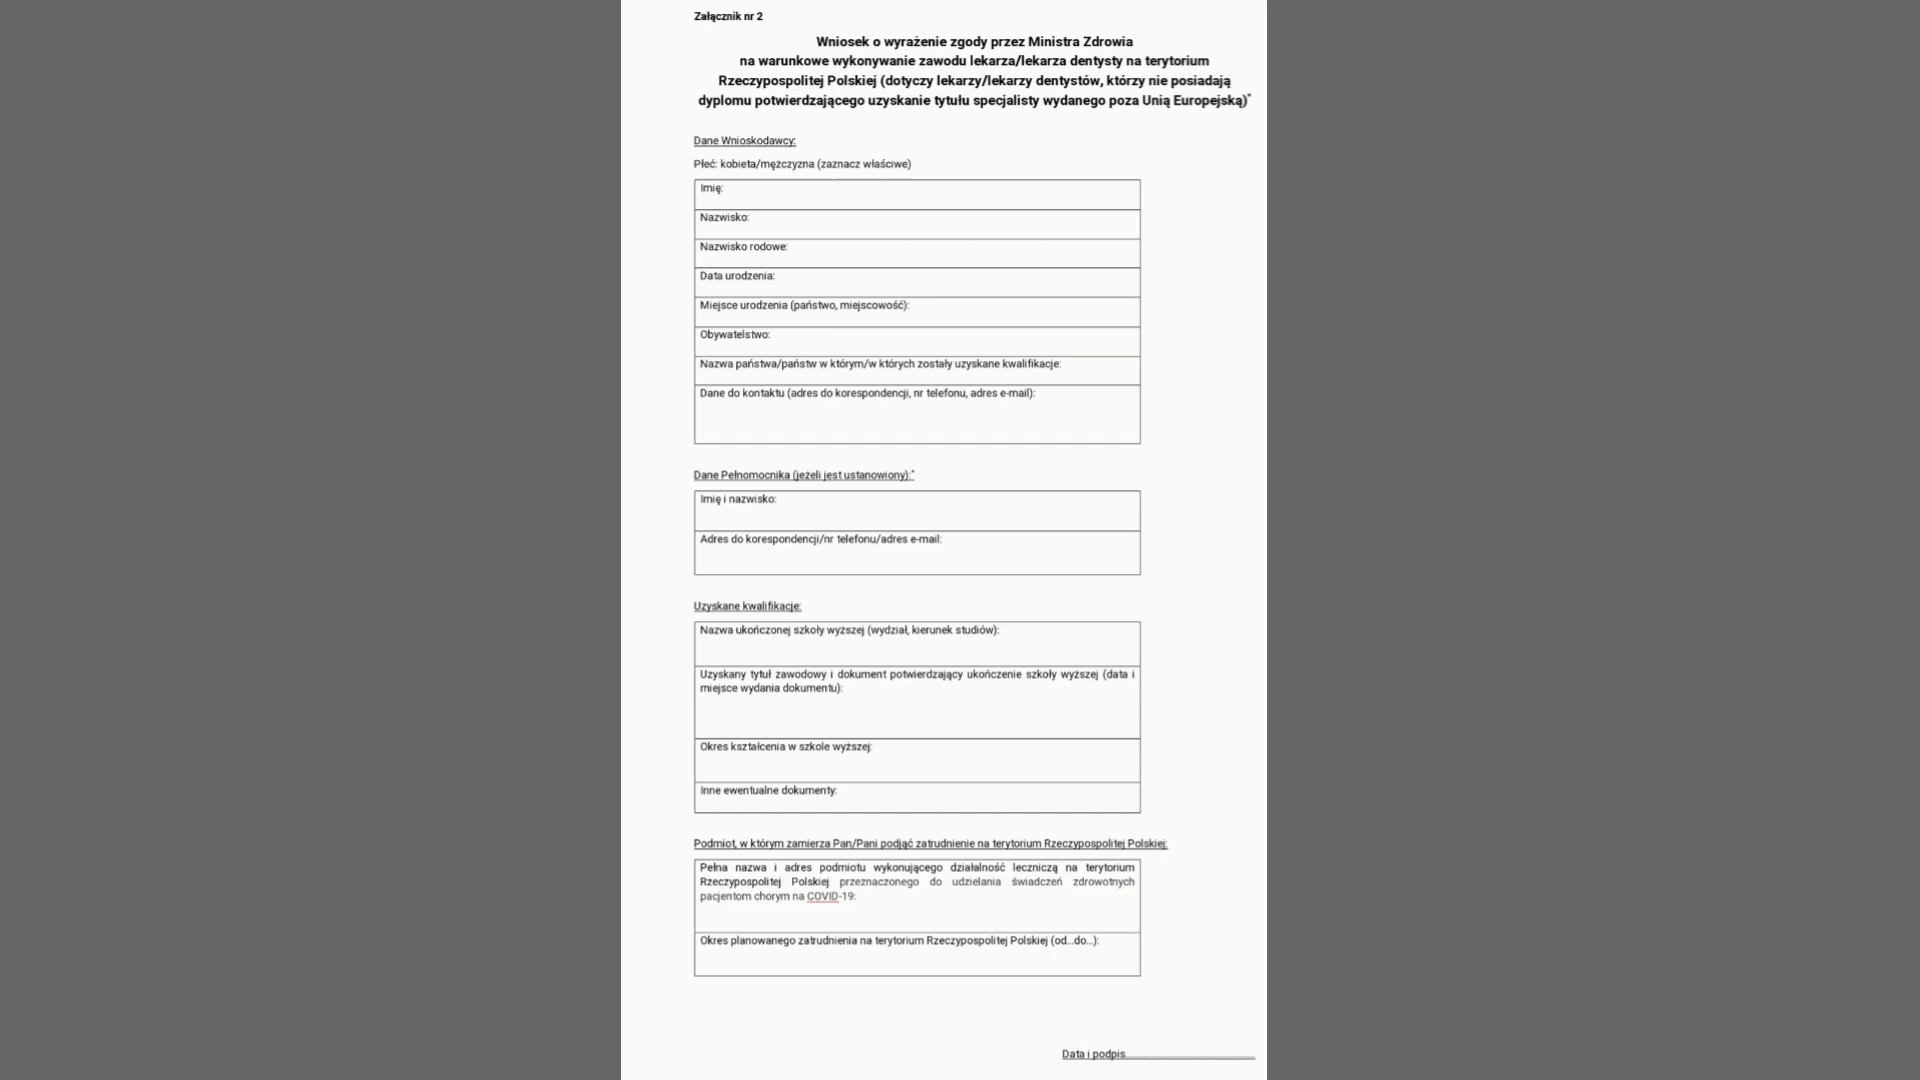 Załącznik nr 2
Wniosek o wyrażenie zgody przez Ministra Zdrowia
na warunkowe wykonywanie zawodu lekarza/lekarza dentysty na terytorium
Rzeczypospolitej Polskiej (dotyczy lekarzy/lekarzy dentystów, którzy nie posiadają
dyplomu potwierdzającego uzyskanie tytułu specjalisty wydanego poza Unią Europejską)*
Dane Wnioskodawcy:
Płeć: kobieta/mężczyzna (zaznacz właściwe)
Imię:
Nazwisko:
Nazwisko rodowe:
Data urodzenia:
Miejsce urodzenia (państwo, miejscowość):
Obywatelstwo:
Nazwa państwa/państw w którym/w których zostały uzyskane kwalifikacje:
Dane do kontaktu (adres do korespondencji, nr telefonu, adres e-mail):
Dane Pełnomocnika (jeżeli jest ustanowiony):*
Imię i nazwisko:
Adres do korespondencji/nr telefonu/adres e-mail:
Uzyskane kwalifikacje:
Nazwa ukończonej szkoły wyższej (wydział, kierunek studiów):
Uzyskany tytuł zawodowy i dokument potwierdzający ukończenie szkoły wyższej (data i
miejsce wydania dokumentu):
Okres kształcenia w szkole wyższej:
Inne ewentualne dokumenty:
Podmiot, w którym zamierza Pan/Pani podjąć zatrudnienie na terytorium Rzeczypospolitej Polskiej:
Pełna nazwa i adres podmiotu wykonującego działalność leczniczą na terytorium
Rzeczypospolitej Polskiej przeznaczonego do udzielania świadczeń zdrowotnych
pacjentom chorym na COVID-19:
Okres planowanego zatrudnienia na terytorium Rzeczypospolitej Polskiej (od...do...):
Data i podpis